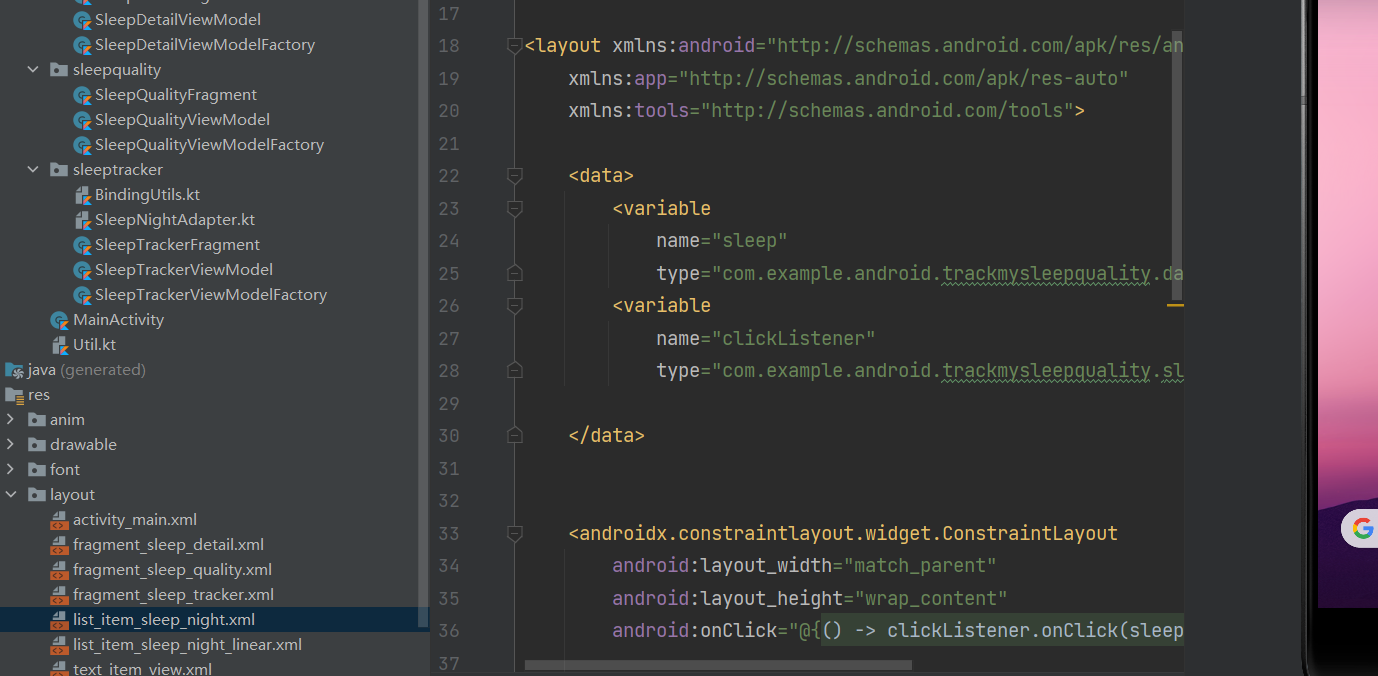 SleepDetailViewModel
SleepDetailViewModelFactory
sleepquality
SleepQualityFragment
SleepQualityViewModel
SleepQualityViewModelFactory
sleeptracker
BindingUtils.kt
SleepNightAdapter.kt
SleepTrackerFragment
SleepTrackerViewModel
SleepTrackerViewModelFactory
MainActivity
Util.kt
java (generated)
res
anim
drawable
font
layout
activity_main.xml
fragment_sleep_detail.xml
fragment_sleep_quality.xml
fragment_sleep_tracker.xml
list_item_sleep_night.xml
list_item_sleep_night_linear.xml
text_item_view.xml
17
18 <layout xmlns:android="http://schemas.android.com/apk/res/an
19 xmlns:app="http://schemas.android.com/apk/res-auto"
20 xmlns:tools="http://schemas.android.com/tools">
21
22 <data>
23 <variable
24 name="sleep"
25 type="com.example.android.trackmysleepquality.da
26 <variable
27 name="clickListener"
28 type="com.example.android.trackmysleepquality.sl
29
30 </data>
31
32
33 <androidx.constraintlayout.widget.ConstraintLayout
34 android:layout_width="match_parent"
35 android:layout_height="wrap_content"
36 android:onClick="@{() -> clickListener.onClick(sleep
37